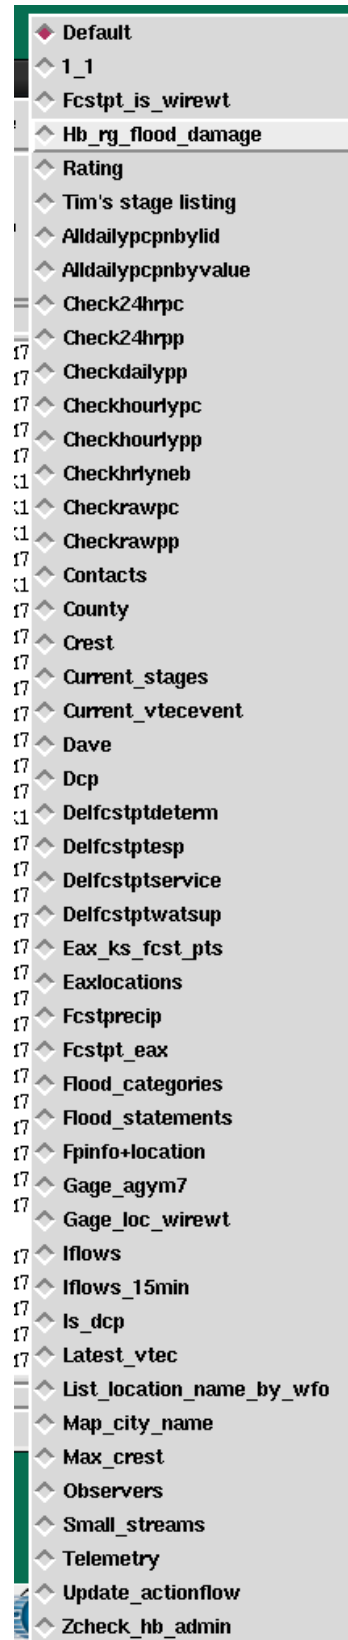 Default
1_1
Fcstpt_is_wirewt
Hb_rg_flood_damage
Rating
Tim's stage listing
Alldailypcpnbylid
Alldailypcpnbyvalue
Check24hrpc
Check24hrpp
Checkdailypp
Checkhourlypc
Checkhourlypp
Checkhrlyneb
Checkrawpc
Checkrawpp
Contacts
County
Crest
Current_stages
Current_vtecevent
Dave
Dcp
Delfcstptdeterm
Delfcstptesp
Delfcstptservice
Delfcstptwatsup
Eax_ks_fcst_pts
Eaxlocations
Fcstprecip
Fcstpt_eax
Flood_categories
Flood_statements
Fpinfo+location
Gage_agym7
Gage_loc_wirewt
Iflows
Iflows_15min
Is_dcp
Latest_vtec
List_location_name_by_wfo
Map_city_name
Max_crest
Observers
Small_streams
Telemetry
Update_actionflow
Zcheck_hb_admin